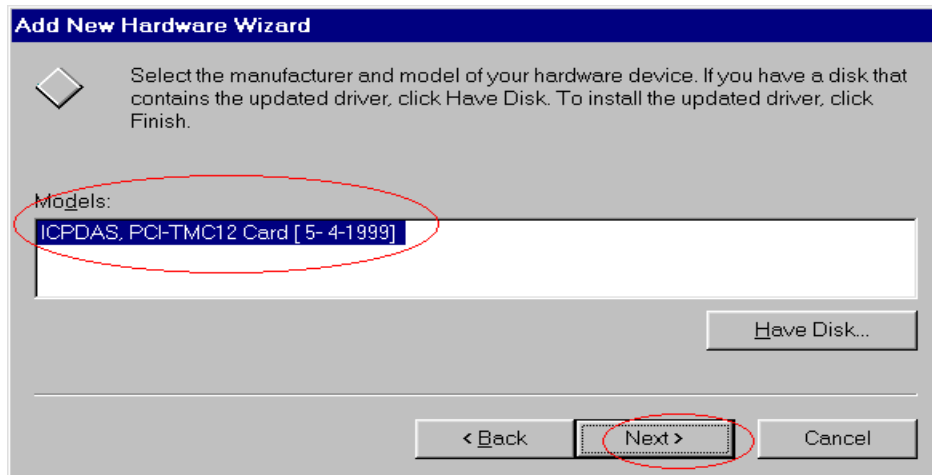 Add New Hardware Wizard
Select the manufacturer and model of your hardware device. If you have a disk that
contains the updated driver, click Have Disk. To install the updated driver, click
Finish.
Models:
ICPDAS, PCI-TMC12 Card [ 5- 4-1999]
Have Disk...
< Back
Next >
Cancel